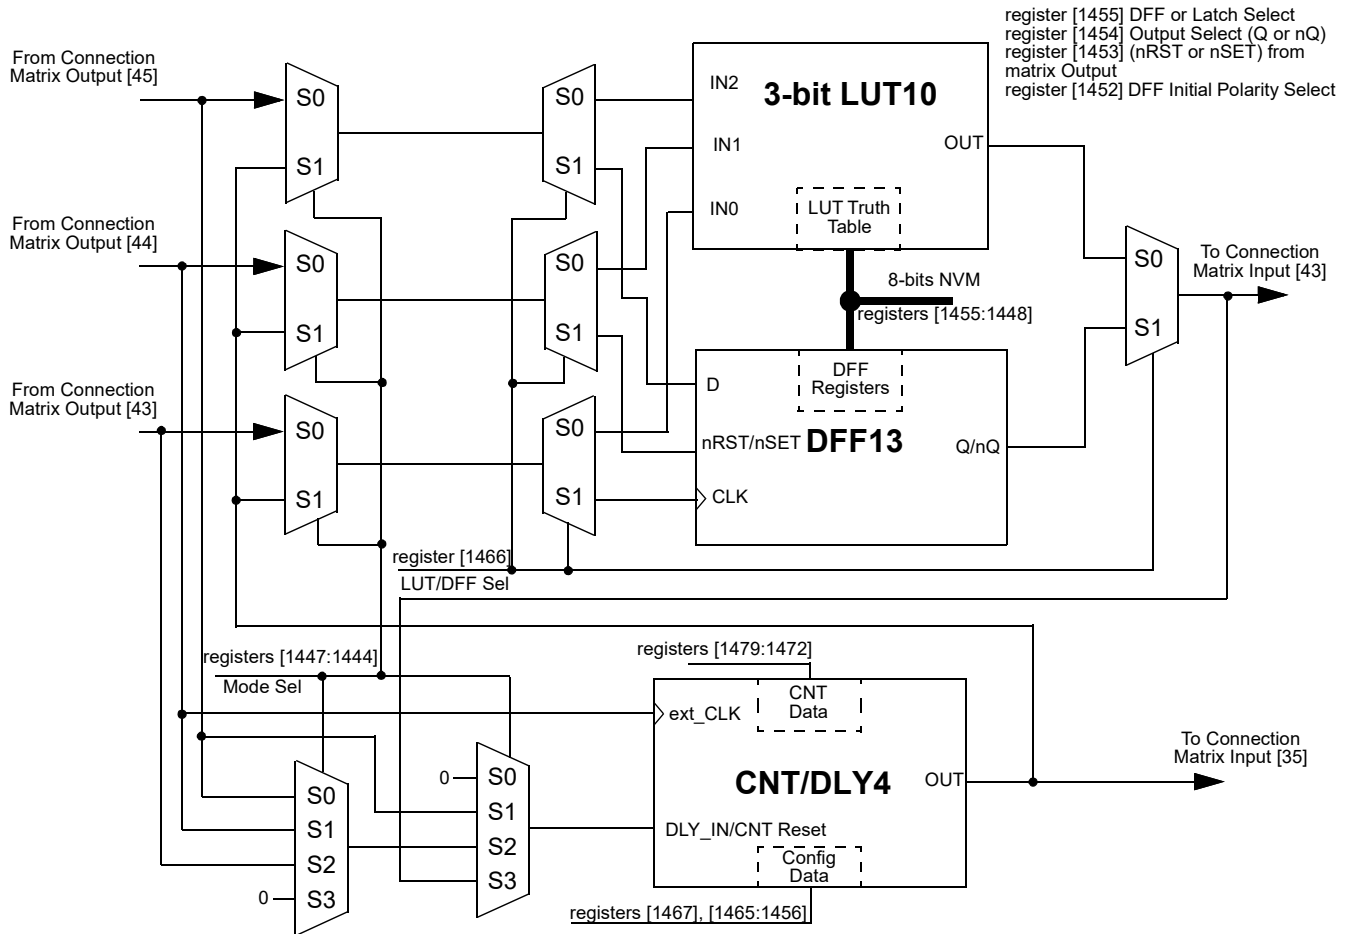 register [1455] DFF or Latch Select
register [1454] Output Select (Q or nQ)
register [1453] (nRST or nSET) from
matrix Output
register [1452] DFF Initial Polarity Select
From Connection
Matrix Output [45]
S0
S1
S0
S1
IN2
3-bit LUT10
IN1
OUT
IN0
LUT Truth
Table
From Connection
Matrix Output [44]
S0
S1
S0
S1
8-bits NVM
registers [1455:1448]
S0
S1
To Connection
Matrix Input [43]
From Connection
Matrix Output [43]
S0
S1
S0
S1
D
DFF
Registers
nRST/nSET
DFF13
Q/nQ
CLK
register [1466]
LUT/DFF Sel
registers [1447:1444]
Mode Sel
registers [1479:1472]
ext_CLK
CNT
Data
CNT/DLY4
OUT
To Connection
Matrix Input [35]
DLY_IN/CNT Reset
Config
Data
S0
S1
S2
0
S3
0
S0
S1
S2
S3
registers [1467], [1465:1456]